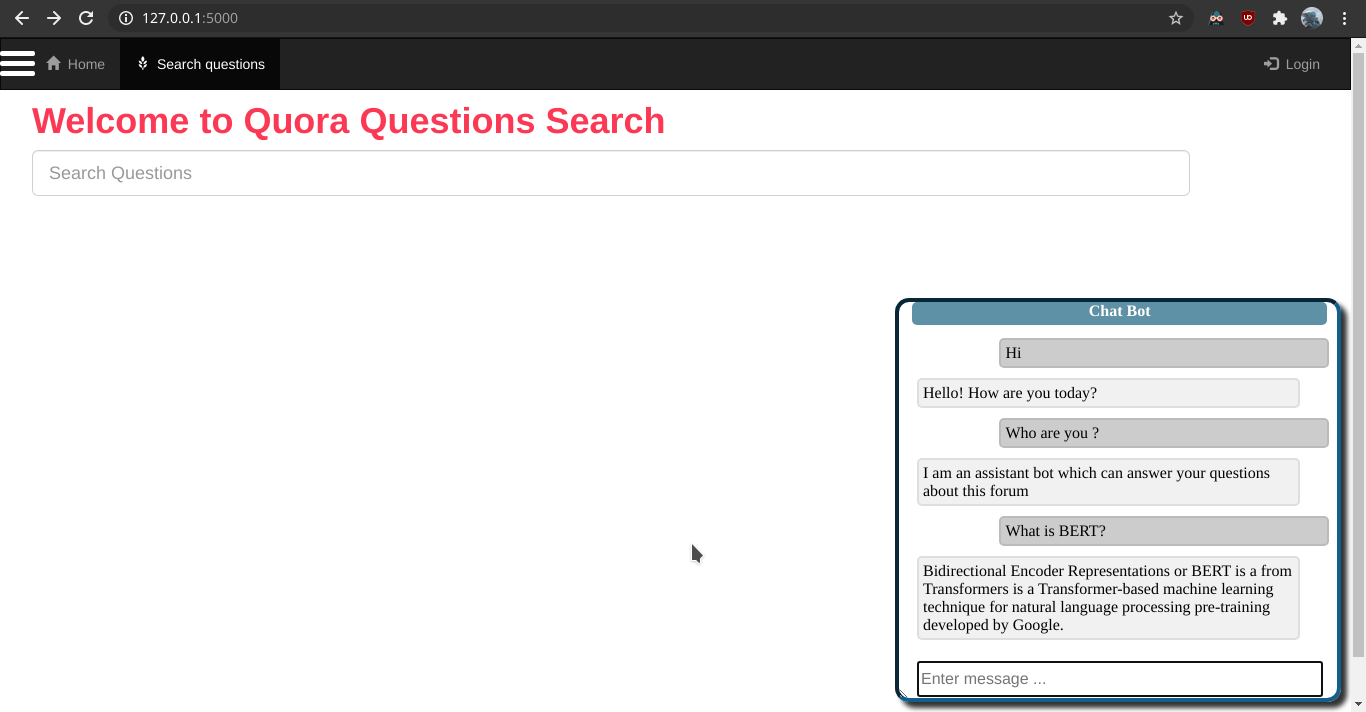 127.0.0.1:5000
Home
Search questions
Login
Welcome to Quora Questions Search
Search Questions
Chat Bot
Hi
Hello! How are you today?
Who are you ?
I am an assistant bot which can answer your questions
about this forum
What is BERT?
Bidirectional Encoder Representations or BERT is a from
Transformers is a Transformer-based machine learning
technique for natural language processing pre-training
developed by Google.
Enter message ...